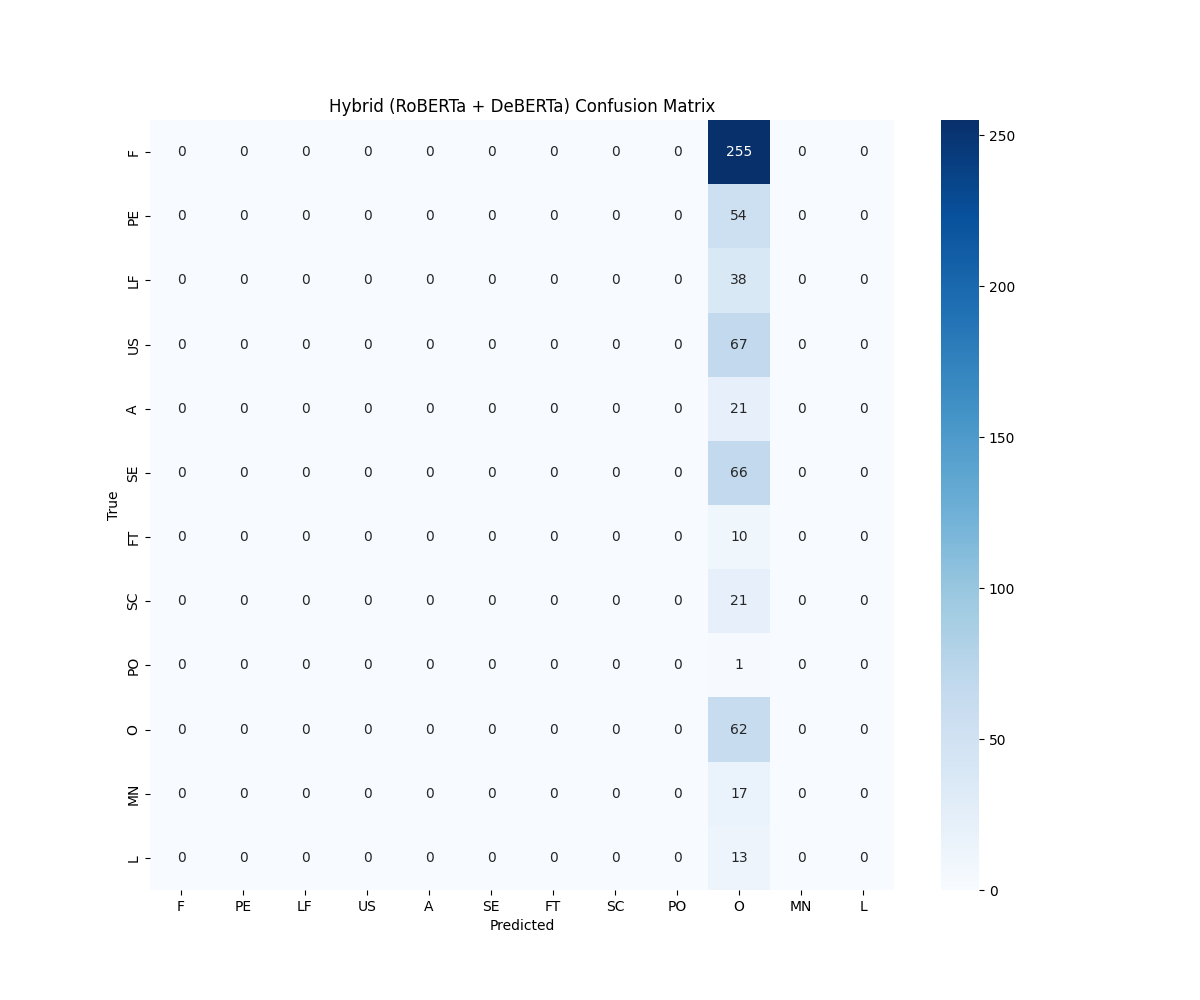 Hybrid (RoBERTa + DeBERTa) Confusion Matrix
F 0 0 0 0 0 0 0 0 0 255 0 0
PE 0 0 0 0 0 0 0 0 0 54 0 0
LF 0 0 0 0 0 0 0 0 0 38 0 0
US 0 0 0 0 0 0 0 0 0 67 0 0
A 0 0 0 0 0 0 0 0 0 21 0 0
SE 0 0 0 0 0 0 0 0 0 66 0 0
FT 0 0 0 0 0 0 0 0 0 10 0 0
SC 0 0 0 0 0 0 0 0 0 21 0 0
PO 0 0 0 0 0 0 0 0 0 1 0 0
O 0 0 0 0 0 0 0 0 0 62 0 0
MN 0 0 0 0 0 0 0 0 0 17 0 0
L 0 0 0 0 0 0 0 0 0 13 0 0
F PE LF US A SE FT SC PO O MN L
Predicted
True
250
200
150
100
50
0